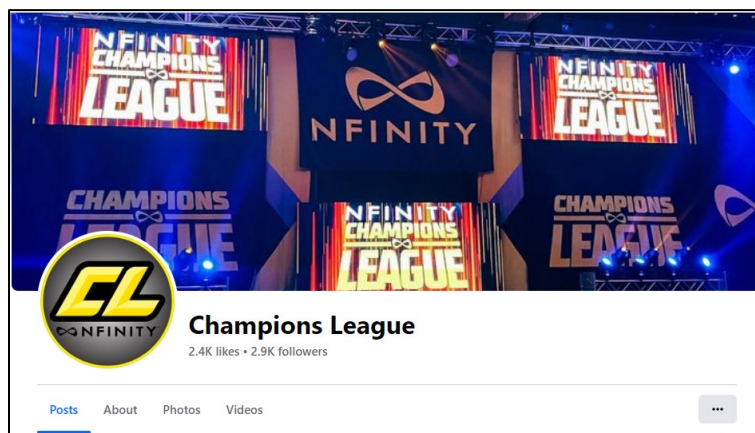 NFINITY
CHAMPIONS
LEAGUE
NFINITY
NFINITY
CHAMPIONS
LEAGUE
CHAMPIONS
LEAGUE
NFINITY
CHAMPIONS
LEAGUE
CHAMPIONS
LEAGUE
CL
NFINITY
Champions League
2.4K likes • 2.9K followers
Posts About Photos Videos ...